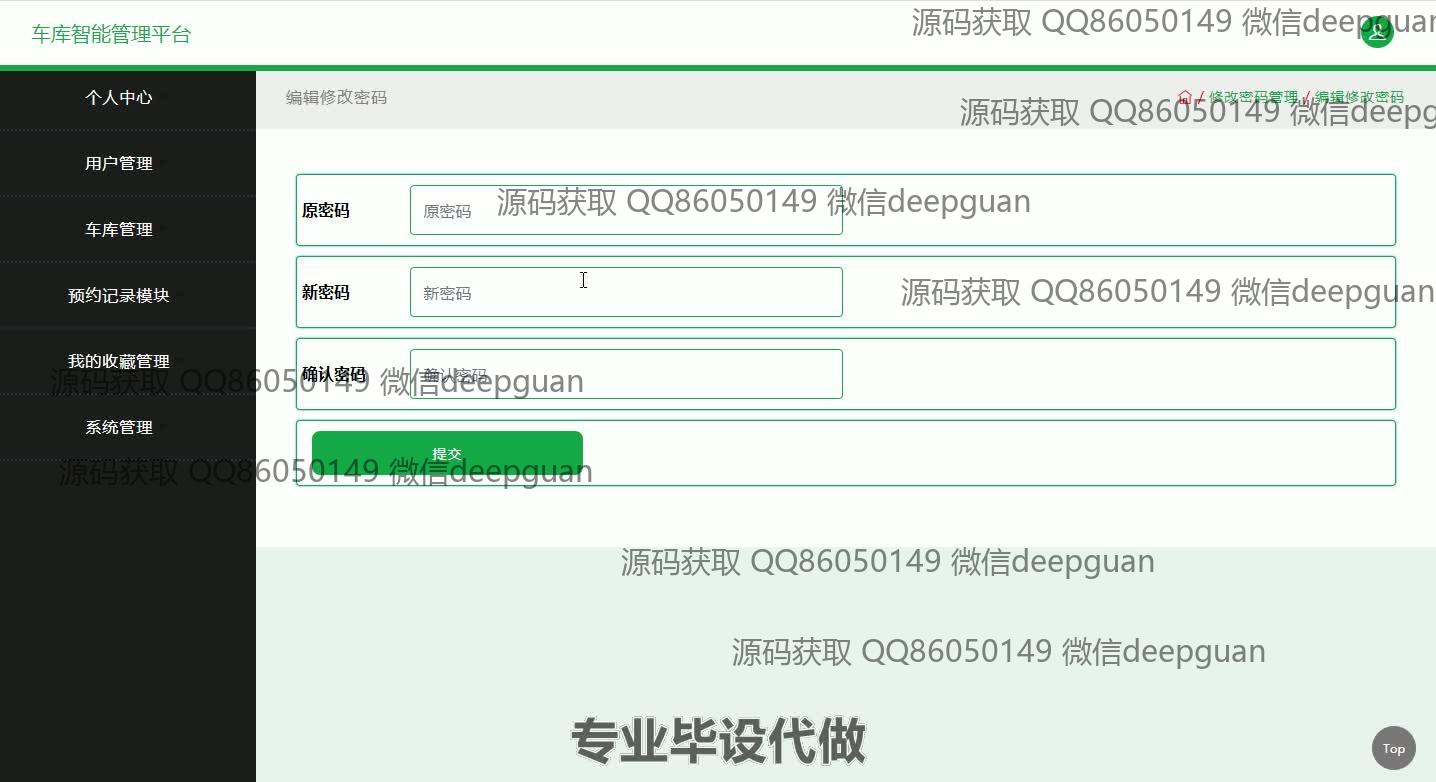 车库智能管理平台
源码获取 QQ86050149 微信deepguan
个人中心
编辑修改密码
/ 修改密码管理 / 编辑修改密码
源码获取 QQ86050149 微信deepg
用户管理
原密码
原密码
源码获取 QQ86050149 微信deepguan
车库管理
新密码
新密码
源码获取 QQ86050149 微信deepguan
预约记录模块
我的收藏管理
确认密码
确认密码
源码获取 QQ86050149 微信deepguan
系统管理
提交
源码获取 QQ86050149 微信deepguan
源码获取 QQ86050149 微信deepguan
源码获取 QQ86050149 微信deepguan
专业毕设代做
Top